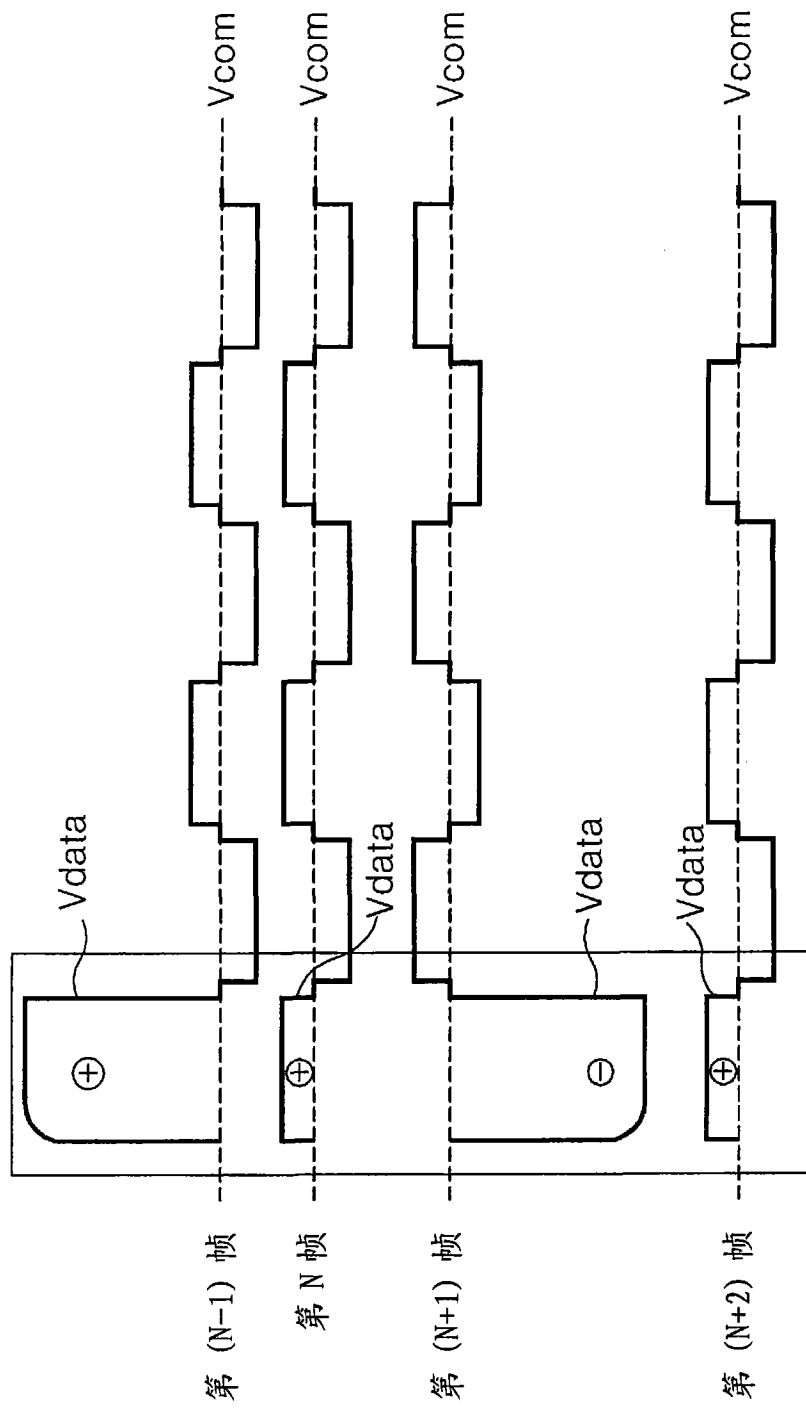 第 (N-1) 帧
Vdata
+
Vcom
第 N 帧
+
Vdata
Vcom
第 (N+1) 帧
-
Vdata
Vcom
第 (N+2) 帧
+
Vdata
Vcom